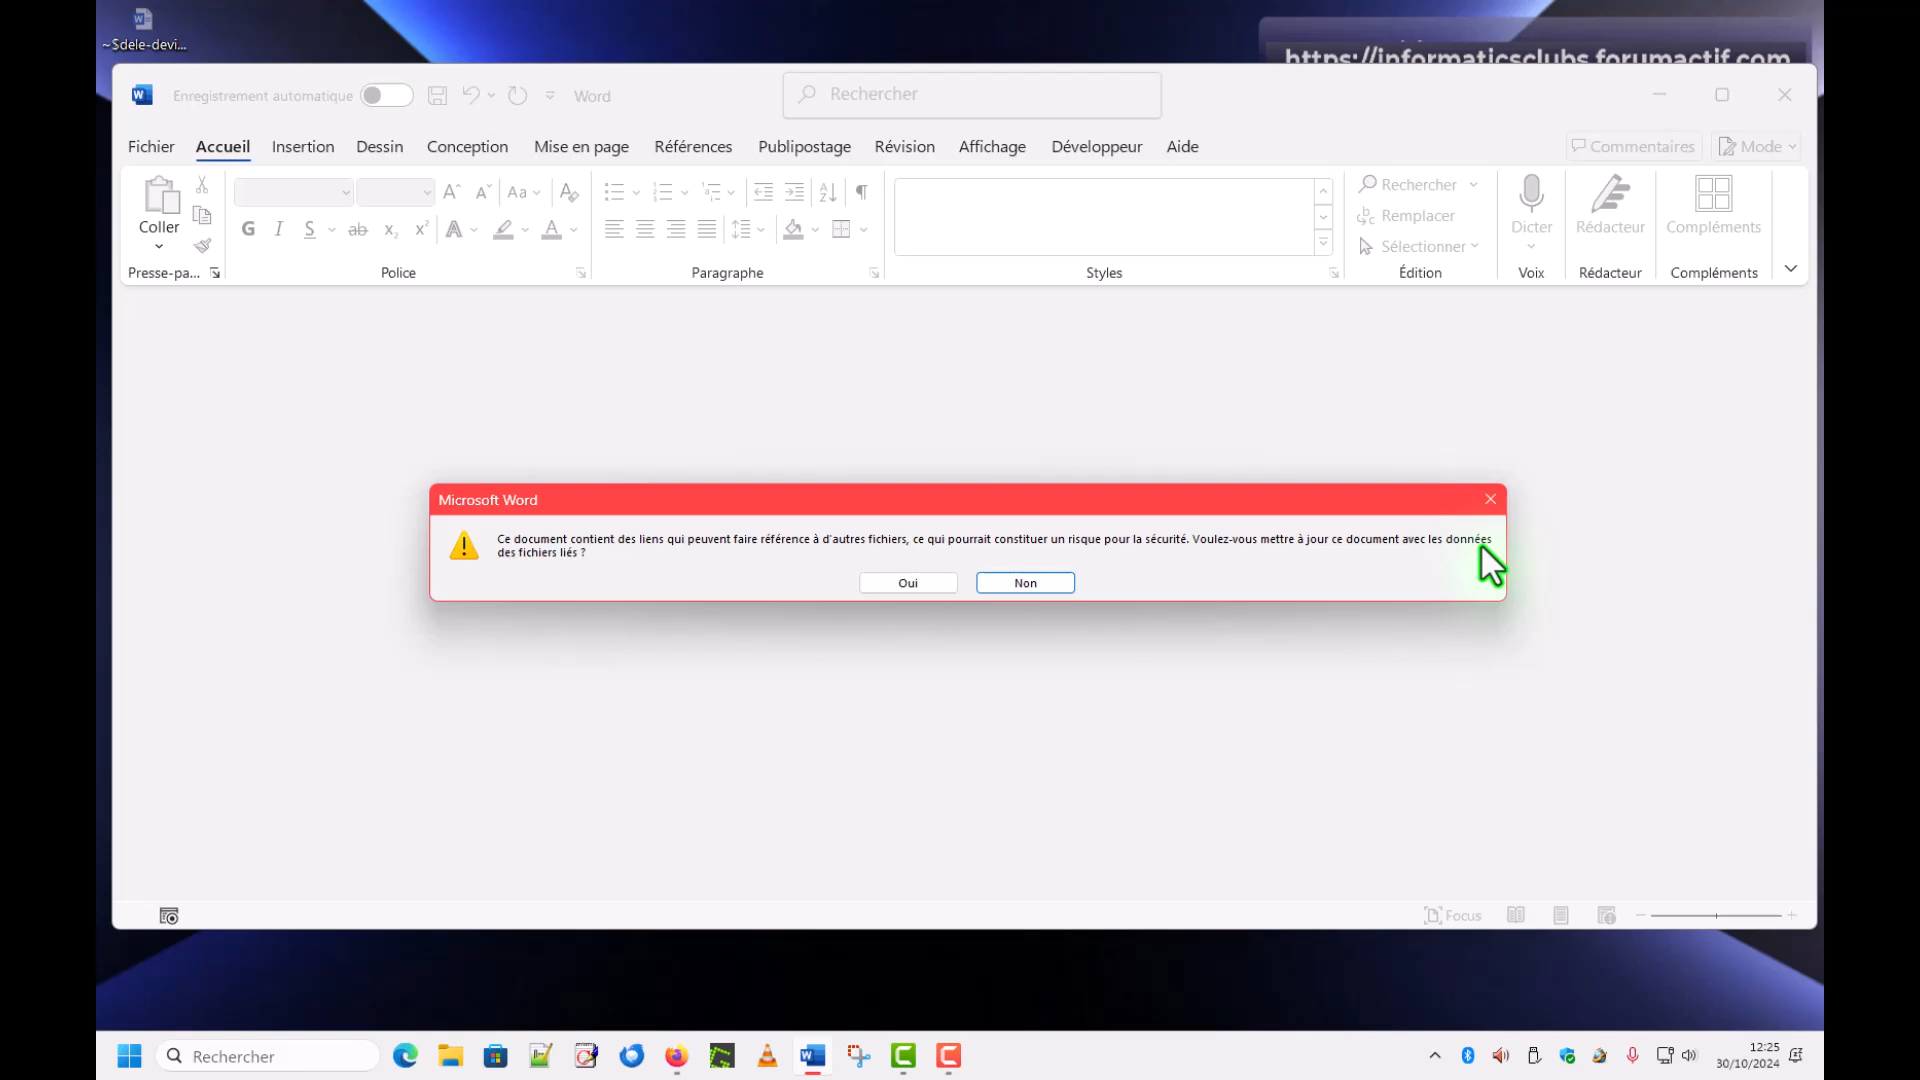 ~$dele-devi...
https://informaticsclubs.forumactif.com
Enregistrement automatique
Word
Rechercher
Fichier
Accueil
Insertion
Dessin
Conception
Mise en page
Références
Publipostage
Révision
Affichage
Développeur
Aide
Commentaires
Mode
Coller
Presse-pa...
Police
Paragraphe
Styles
Rechercher
Remplacer
Sélectionner
Édition
Dicter
Voix
Rédacteur
Rédacteur
Compléments
Compléments
Microsoft Word
Ce document contient des liens qui peuvent faire référence à d'autres fichiers, ce qui pourrait constituer un risque pour la sécurité. Voulez-vous mettre à jour ce document avec les données
des fichiers liés ?
Oui
Non
Focus
Rechercher
12:25
30/10/2024